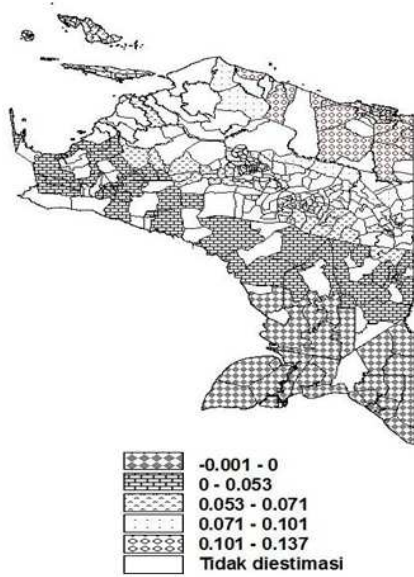 -0.001 - 0
0 - 0.053
0.053 - 0.071
0.071 - 0.101
0.101 - 0.137
Tidak diestimasi